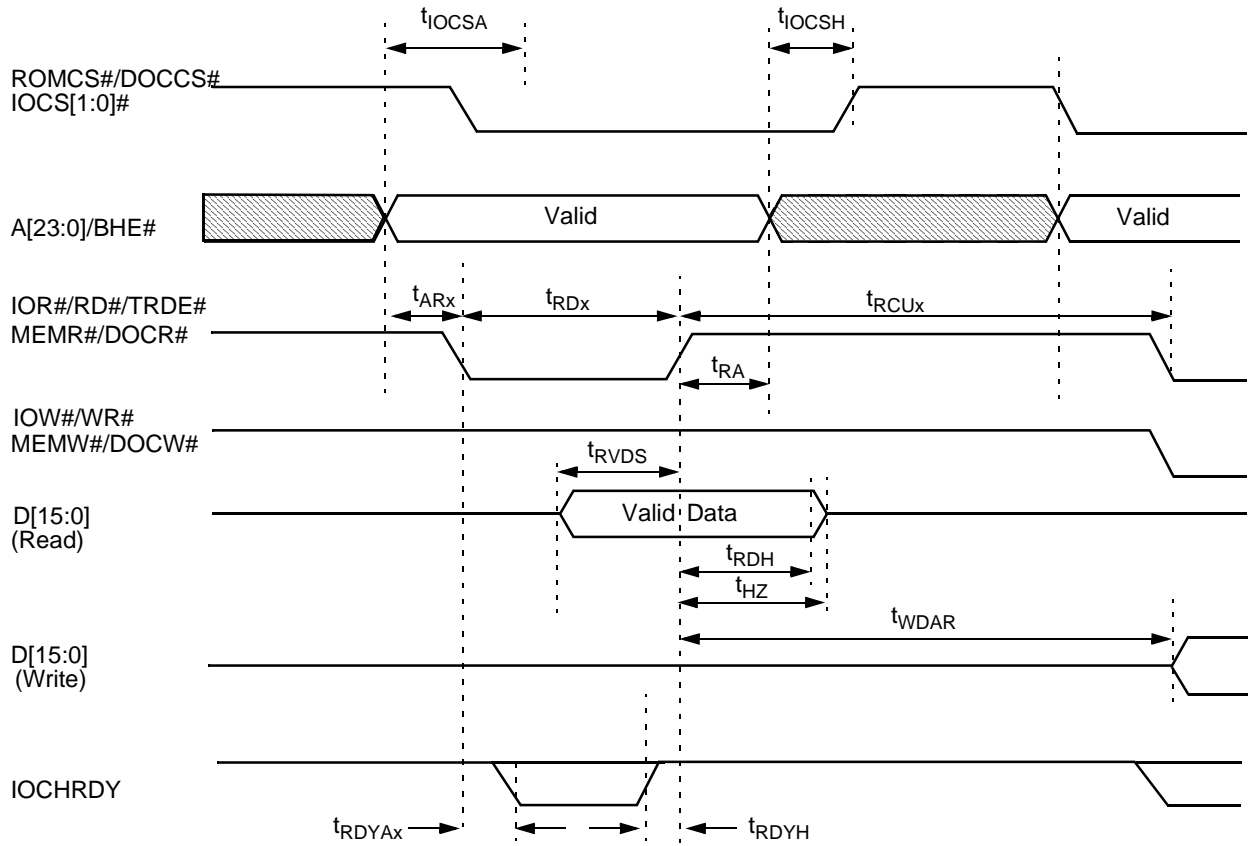 tIOCSA
tIOCSH
ROMCS#/DOCCS#
IOCS[1:0]#
A[23:0]/BHE#
Valid
Valid
IOR#/RD#/TRDE#
MEMR#/DOCR#
tARx
tRDx
tRCUx
tRA
IOW#/WR#
MEMW#/DOCW#
tRVDS
D[15:0]
(Read)
Valid Data
tRDH
tHZ
tWDAR
D[15:0]
(Write)
IOCHRDY
tRDYAx
tRDYH